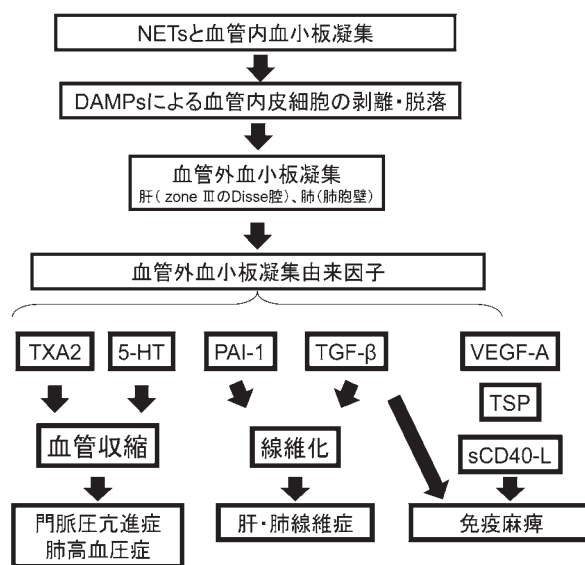 NETsと血管内血小板凝集
DAMPsによる血管内皮細胞の剥離・脱落
血管外血小板凝集
肝( zone ⅢのDisse腔)、肺(肺胞壁)
血管外血小板凝集由来因子
TXA2
5-HT
PAI-1
TGF-β
VEGF-A
TSP
sCD40-L
血管収縮
線維化
門脈圧亢進症
肺高血圧症
肝・肺線維症
免疫麻痺